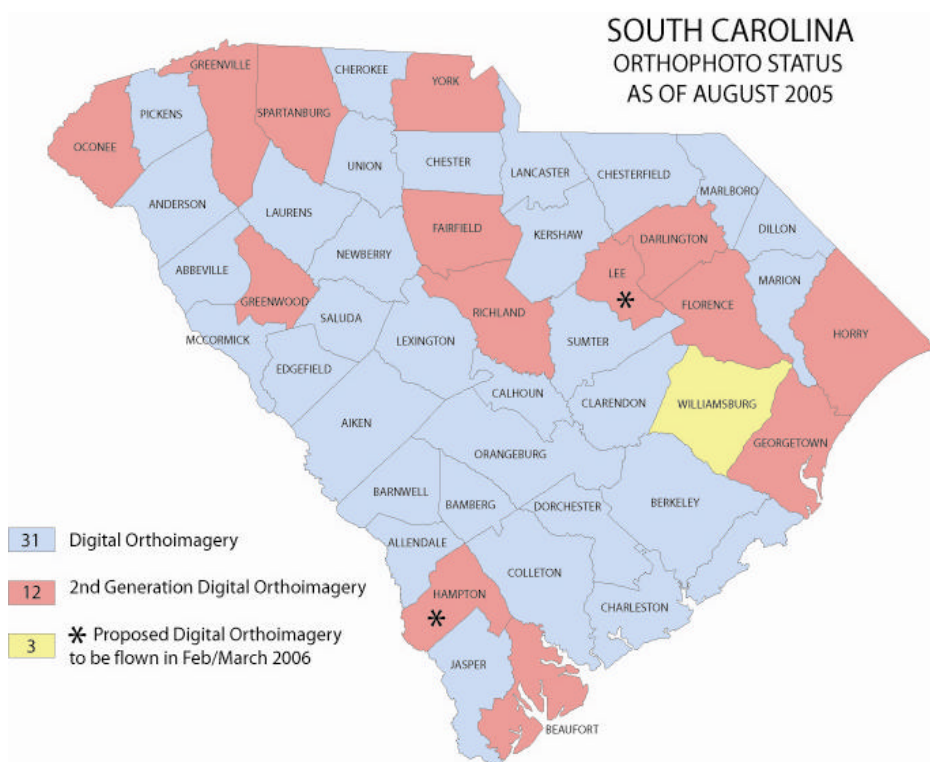 SOUTH CAROLINA
ORTHOPHOTO STATUS
AS OF AUGUST 2005
GREENVILLE
CHEROKEE
YORK
PICKENS
SPARTANBURG
OCONEE
UNION
CHESTER
LANCASTER
CHESTERFIELD
MARLBORO
ANDERSON
LAURENS
FAIRFIELD
KERSHAW
DARLINGTON
DILLON
NEWBERRY
ABBEVILLE
LEE
*
MARION
GREENWOOD
FLORENCE
RICHLAND
SALUDA
HORRY
MCCORMICK
LEXINGTON
SUMTER
EDGEFIELD
CALHOUN
CLARENDON
WILLIAMSBURG
AIKEN
GEORGETOWN
ORANGEBURG
BARNWELL
BAMBERG
DORCHESTER
BERKELEY
ALLENDALE
COLLETON
HAMPTON
*
CHARLESTON
JASPER
BEAUFORT
31 Digital Orthoimagery
12 2nd Generation Digital Orthoimagery
3 * Proposed Digital Orthoimagery
to be flown in Feb/March 2006